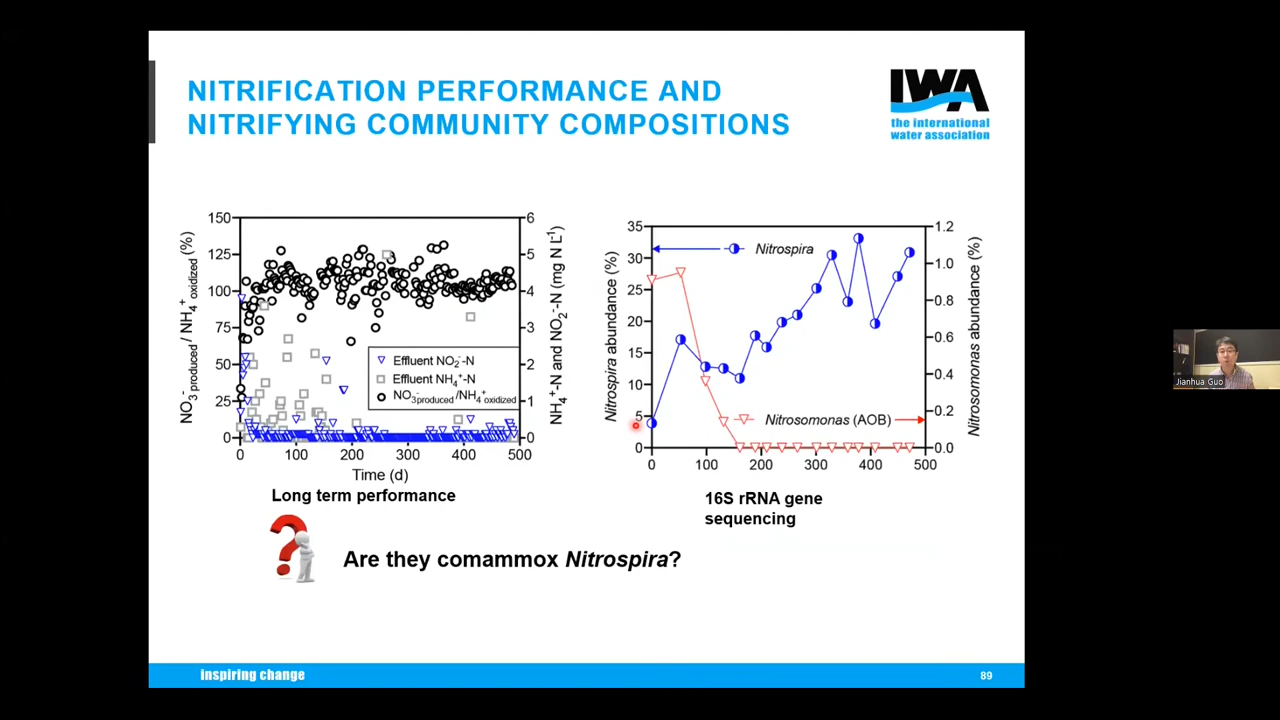 NITRIFICATION PERFORMANCE AND
NITRIFYING COMMUNITY COMPOSITIONS
IWA
the international
water association
NO₃⁻ produced / NH₄⁺ oxidized (%)
150
125
100
75
50
25
0
6
5
4
3
2
1
0
NH₄⁺-N and NO₂⁻-N (mg N L⁻¹)
Effluent NO₂⁻-N
Effluent NH₄⁺-N
NO₃⁻produced/NH₄⁺oxidized
0 100 200 300 400 500
Time (d)
Long term performance
Nitrospira abundance (%)
35
30
25
20
15
10
5
0
1.2
1.0
0.8
0.6
0.4
0.2
0.0
Nitrosomonas abundance (%)
Nitrospira
Nitrosomonas (AOB)
0 100 200 300 400 500
16S rRNA gene
sequencing
Are they comammox Nitrospira?
inspiring change
89
Jianhua Guo